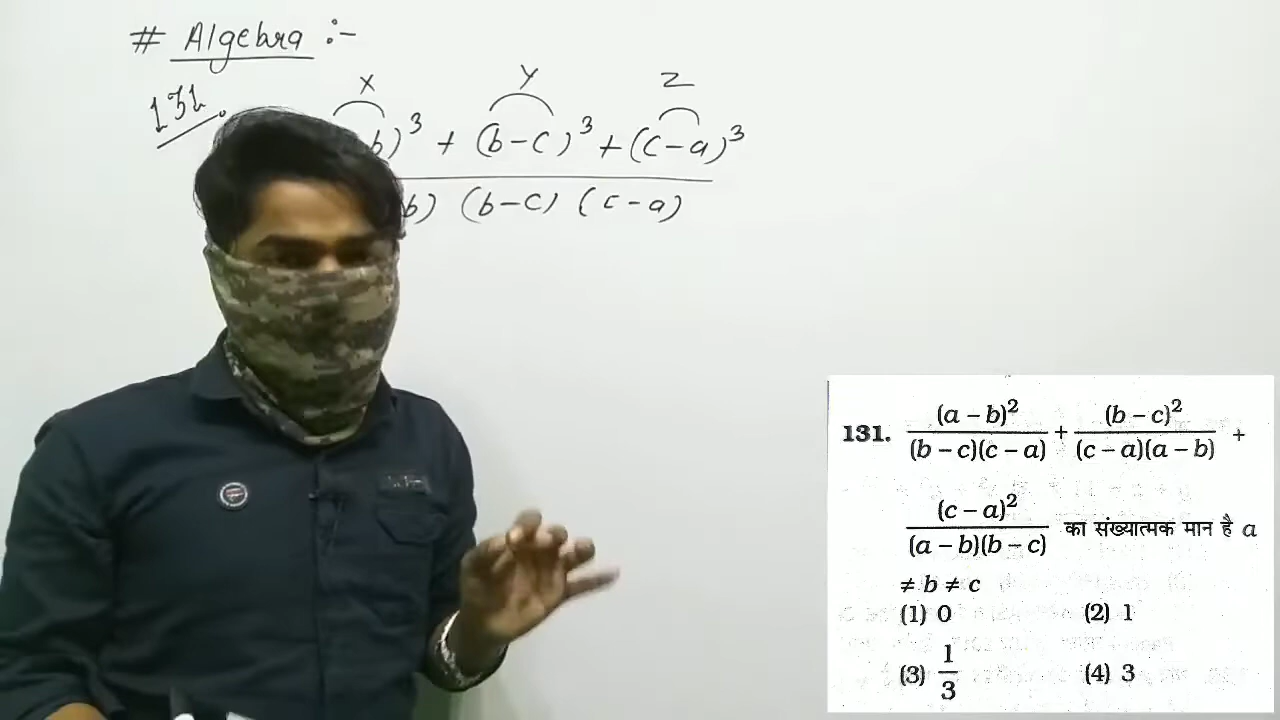 # Algebra :-
131.
X Y Z
b)³ + (b-c)³ + (c-a)³
b) (b-c) (c-a)
131. (a - b)² / (b - c)(c - a) + (b - c)² / (c - a)(a - b) +
(c - a)² / (a - b)(b - c) का संख्यात्मक मान है a
≠ b ≠ c
(1) 0 (2) 1
(3) 1/3 (4) 3